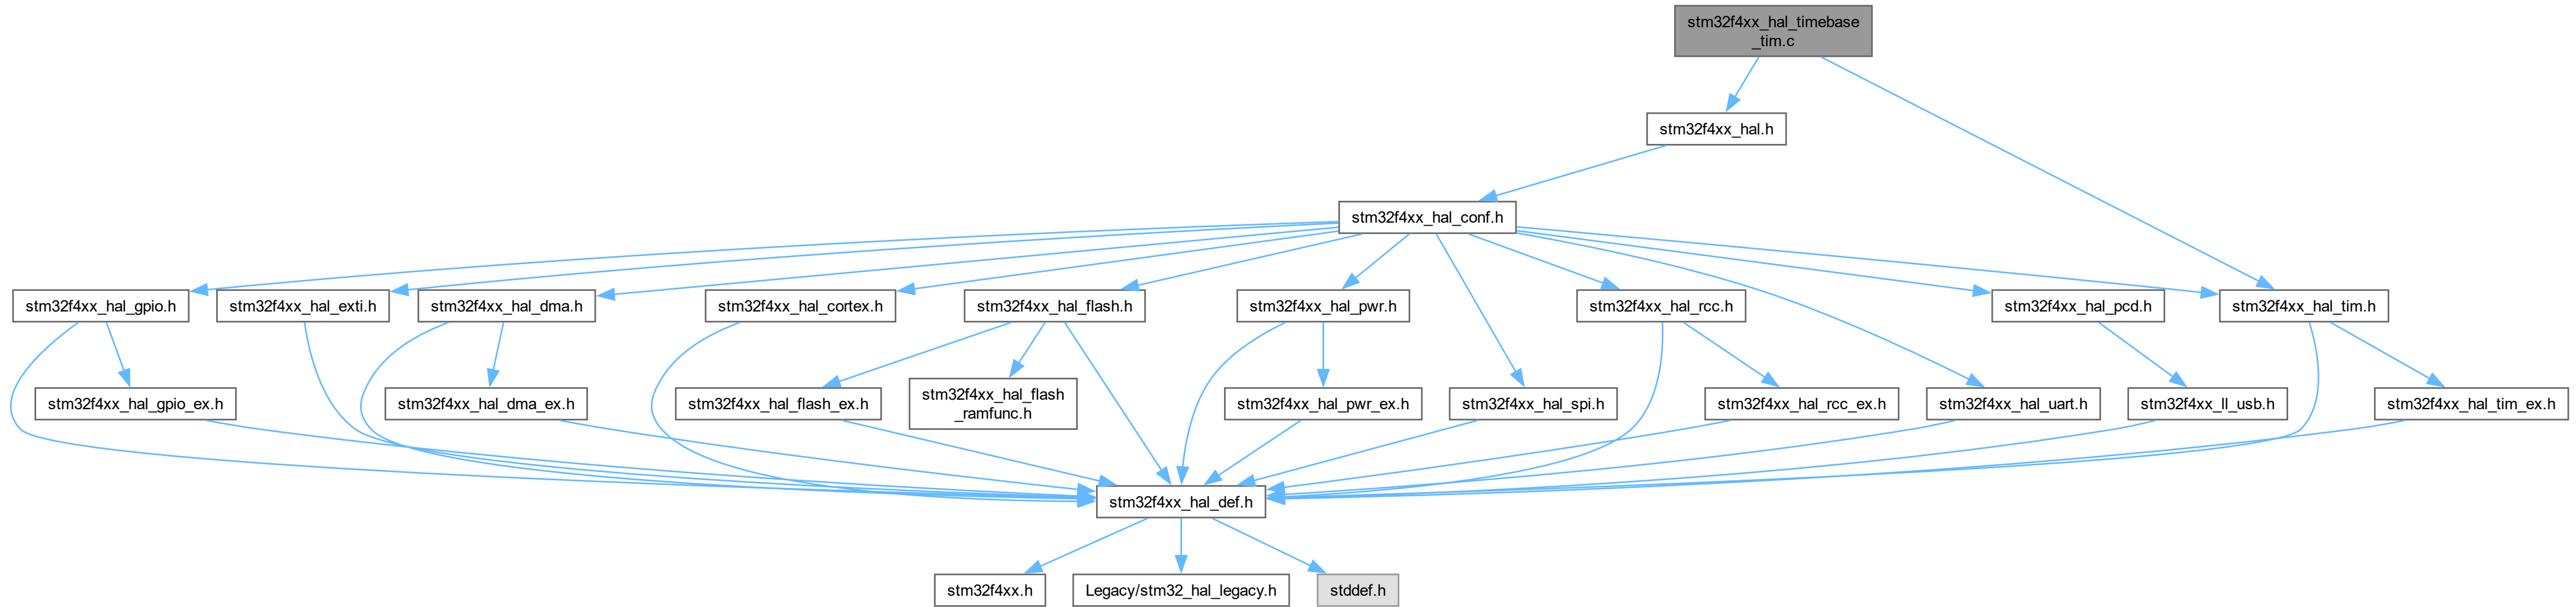 stm32f4xx_hal_timebase
_tim.c
stm32f4xx_hal.h
stm32f4xx_hal_conf.h
stm32f4xx_hal_gpio.h
stm32f4xx_hal_exti.h
stm32f4xx_hal_dma.h
stm32f4xx_hal_cortex.h
stm32f4xx_hal_flash.h
stm32f4xx_hal_pwr.h
stm32f4xx_hal_rcc.h
stm32f4xx_hal_pcd.h
stm32f4xx_hal_tim.h
stm32f4xx_hal_gpio_ex.h
stm32f4xx_hal_dma_ex.h
stm32f4xx_hal_flash_ex.h
stm32f4xx_hal_flash
_ramfunc.h
stm32f4xx_hal_pwr_ex.h
stm32f4xx_hal_spi.h
stm32f4xx_hal_rcc_ex.h
stm32f4xx_hal_uart.h
stm32f4xx_ll_usb.h
stm32f4xx_hal_tim_ex.h
stm32f4xx_hal_def.h
stm32f4xx.h
Legacy/stm32_hal_legacy.h
stddef.h